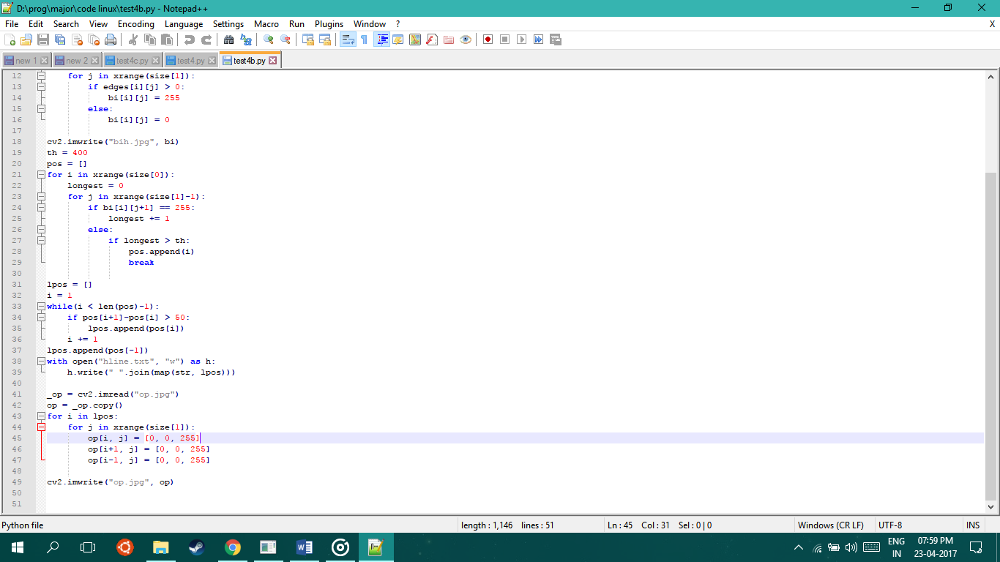 D:\prog\major\code linux\test4b.py - Notepad++
File Edit Search View Encoding Language Settings Macro Run Plugins Window ? X
new 1 new 2 test4c.py test4.py test4b.py
12 for j in xrange(size[1]):
13 if edges[i][j] > 0:
14 bi[i][j] = 255
15 else:
16 bi[i][j] = 0
17
18 cv2.imwrite("bih.jpg", bi)
19 th = 400
20 pos = []
21 for i in xrange(size[0]):
22 longest = 0
23 for j in xrange(size[1]-1):
24 if bi[i][j+1] == 255:
25 longest += 1
26 else:
27 if longest > th:
28 pos.append(i)
29 break
30
31 lpos = []
32 i = 1
33 while(i < len(pos)-1):
34 if pos[i+1]-pos[i] > 50:
35 lpos.append(pos[i])
36 i += 1
37 lpos.append(pos[-1])
38 with open("hline.txt", "w") as h:
39 h.write(" ".join(map(str, lpos)))
40
41 _op = cv2.imread("op.jpg")
42 op = _op.copy()
43 for i in lpos:
44 for j in xrange(size[1]):
45 op[i, j] = [0, 0, 255]
46 op[i+1, j] = [0, 0, 255]
47 op[i-1, j] = [0, 0, 255]
48
49 cv2.imwrite("op.jpg", op)
50
51
Python file length : 1,146 lines : 51 Ln : 45 Col : 31 Sel : 0 | 0 Windows (CR LF) UTF-8 INS
ENG 07:59 PM
IN 23-04-2017